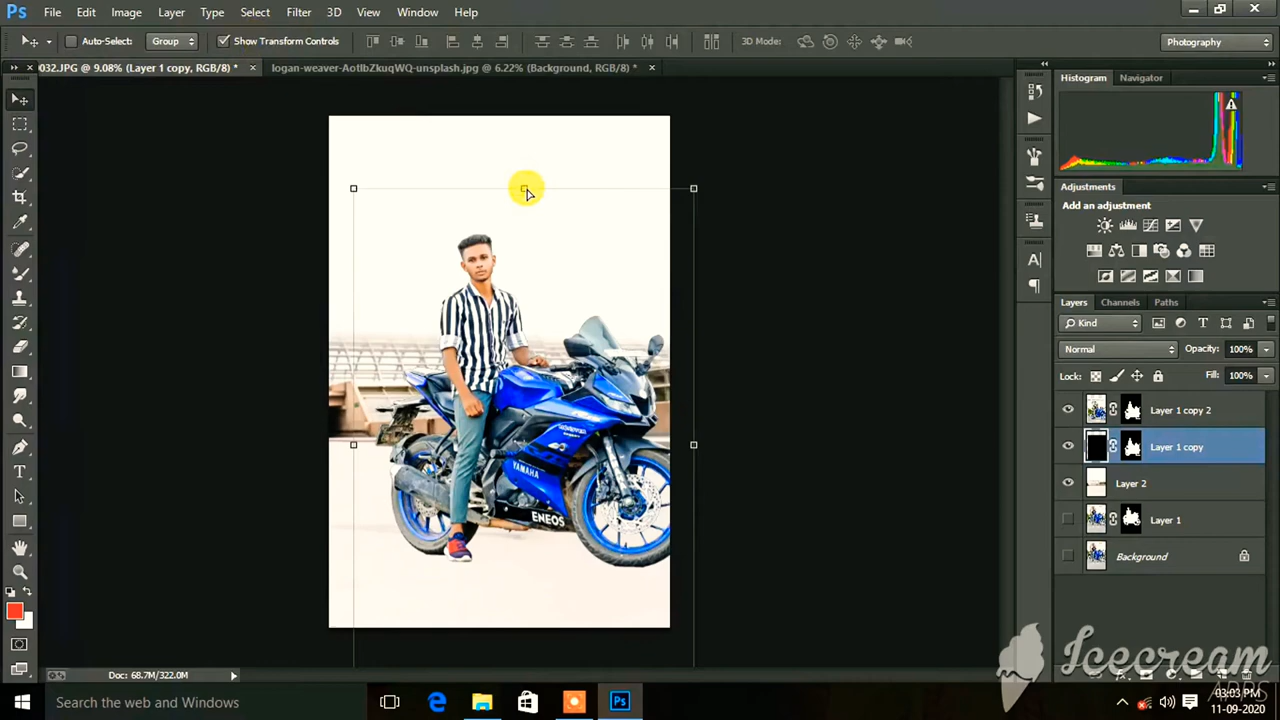 Ps File Edit Image Layer Type Select Filter 3D View Window Help
Auto-Select: Group Show Transform Controls 3D Mode: Photography
032.JPG @ 9.08% (Layer 1 copy, RGB/8) * logan-weaver-AotlbZkuqWQ-unsplash.jpg @ 6.22% (Background, RGB/8) *
Histogram Navigator
Adjustments
Add an adjustment
Layers Channels Paths
Kind
Normal Opacity: 100%
Lock: Fill: 100%
Layer 1 copy 2
Layer 1 copy
Layer 2
Layer 1
Background
YAMAHA
ENEOS
Doc: 68.7M/322.0M
Icecream
APPS
Search the web and Windows
Ps
03:03 PM
11-09-2020